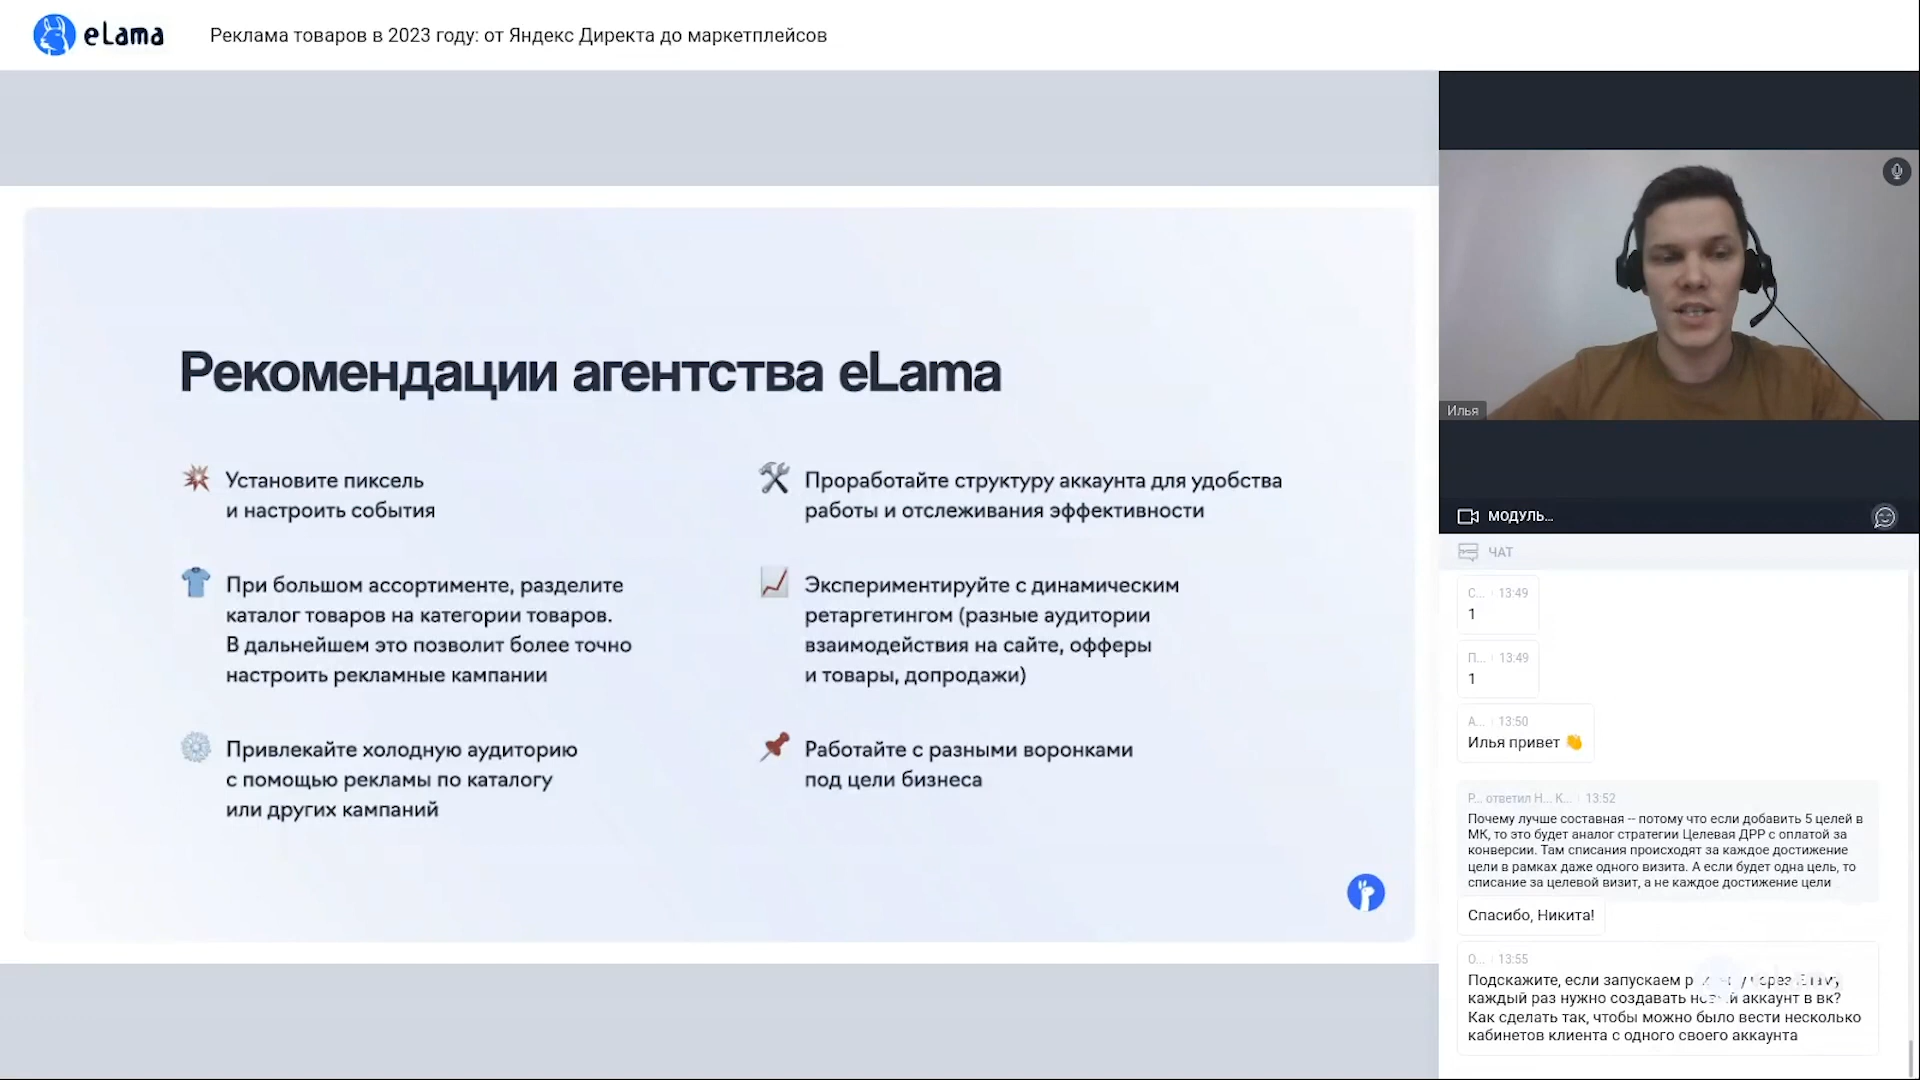 eLama
Реклама товаров в 2023 году: от Яндекс Директа до маркетплейсов
Рекомендации агентства eLama
Установите пиксель
и настроить события
При большом ассортименте, разделите
каталог товаров на категории товаров.
В дальнейшем это позволит более точно
настроить рекламные кампании
Привлекайте холодную аудиторию
с помощью рекламы по каталогу
или других кампаний
Проработайте структуру аккаунта для удобства
работы и отслеживания эффективности
Экспериментируйте с динамическим
ретаргетингом (разные аудитории
взаимодействия на сайте, офферы
и товары, допродажи)
Работайте с разными воронками
под цели бизнеса
Илья
МОДУЛЬ...
ЧАТ
С... 13:49
1
П... 13:49
1
А... 13:50
Илья привет 👏
Р... ответил Н... К... 13:52
Почему лучше составная -- потому что если добавить 5 целей в
МК, то это будет аналог стратегии Целевая ДРР с оплатой за
конверсии. Там списания происходят за каждое достижение
цели в рамках даже одного визита. А если будет одна цель, то
списание за целевой визит, а не каждое достижение цели
Спасибо, Никита!
О... 13:55
Подскажите, если запускаем через
каждый раз нужно создавать аккаунт в вк?
Как сделать так, чтобы можно было вести несколько
кабинетов клиента с одного своего аккаунта